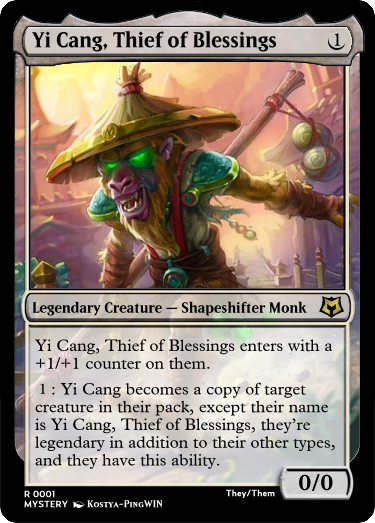 Yi Cang, Thief of Blessings 1
Legendary Creature — Shapeshifter Monk
Yi Cang, Thief of Blessings enters with a
+1/+1 counter on them.
1 : Yi Cang becomes a copy of target
creature in their pack, except their name
is Yi Cang, Thief of Blessings, they're
legendary in addition to their other types,
and they have this ability.
0/0
R 0001
They/Them
MYSTERY Kostya-PingWIN